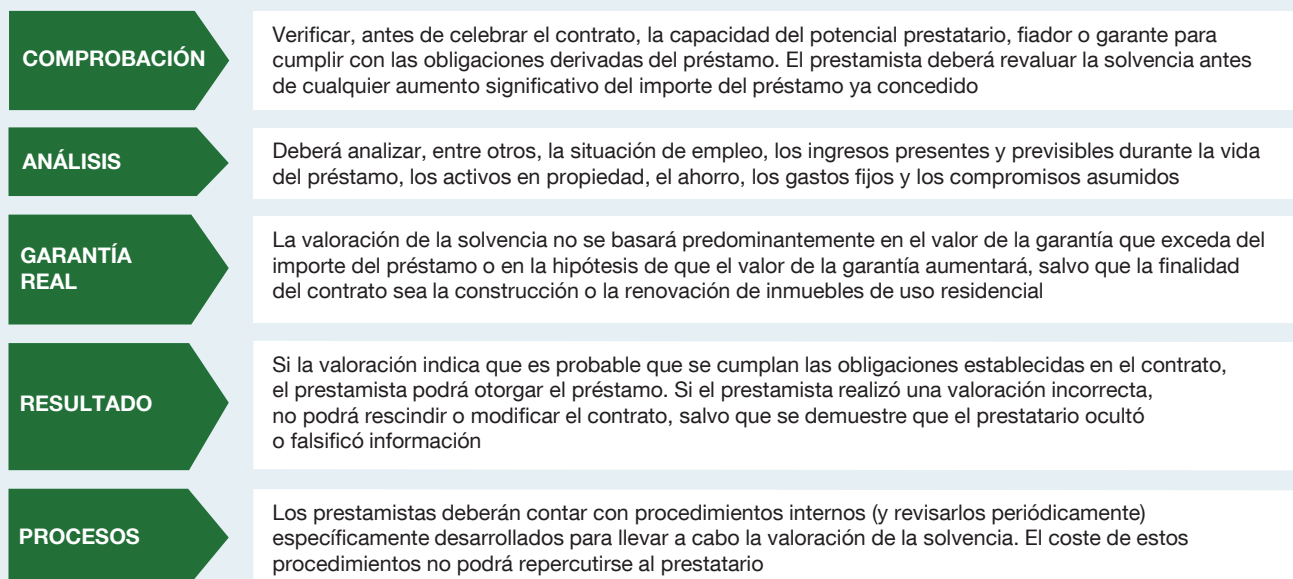 COMPROBACIÓN
Verificar, antes de celebrar el contrato, la capacidad del potencial prestatario, fiador o garante para
cumplir con las obligaciones derivadas del préstamo. El prestamista deberá revaluar la solvencia antes
de cualquier aumento significativo del importe del préstamo ya concedido
ANÁLISIS
Deberá analizar, entre otros, la situación de empleo, los ingresos presentes y previsibles durante la vida
del préstamo, los activos en propiedad, el ahorro, los gastos fijos y los compromisos asumidos
GARANTÍA
REAL
La valoración de la solvencia no se basará predominantemente en el valor de la garantía que exceda del
importe del préstamo o en la hipótesis de que el valor de la garantía aumentará, salvo que la finalidad
del contrato sea la construcción o la renovación de inmuebles de uso residencial
RESULTADO
Si la valoración indica que es probable que se cumplan las obligaciones establecidas en el contrato,
el prestamista podrá otorgar el préstamo. Si el prestamista realizó una valoración incorrecta,
no podrá rescindir o modificar el contrato, salvo que se demuestre que el prestatario ocultó
o falsificó información
PROCESOS
Los prestamistas deberán contar con procedimientos internos (y revisarlos periódicamente)
específicamente desarrollados para llevar a cabo la valoración de la solvencia. El coste de estos
procedimientos no podrá repercutirse al prestatario